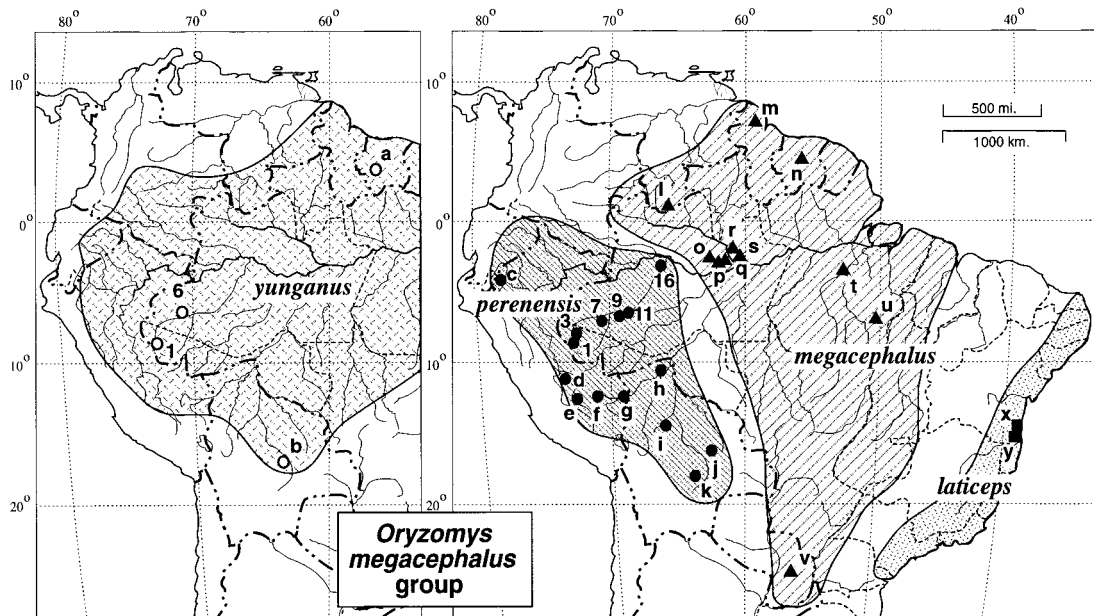 80° 70° 60° 80° 70° 60° 50° 40°
10° 10°
0° 0°
10° 10°
20° 20°
a
6
yunganus
1
b
m
500 mi.
1000 km.
n
l
r
o s
p q
c 16
perenensis
7 9 11
3
1
t
u
megacephalus
d h
e f g
i
j
k
x
y
laticeps
v
Oryzomys
megacephalus
group